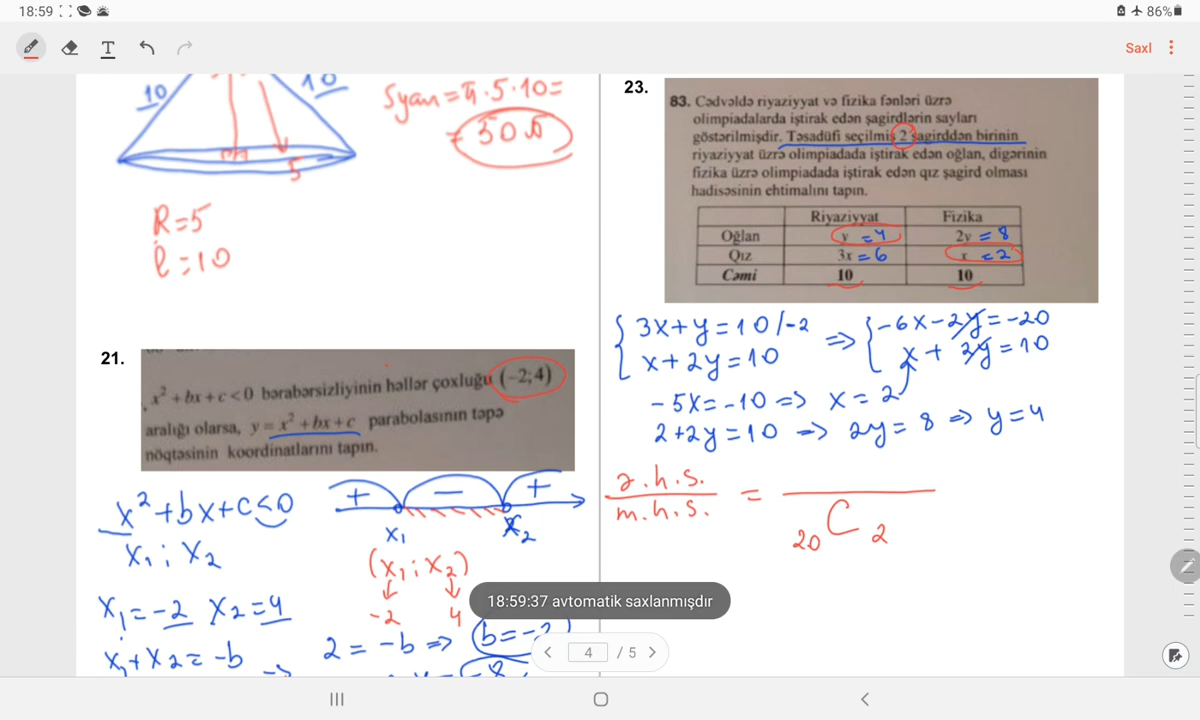 18:59
86%
Saxl
10
10
5
Syan = π·5·10=
= 50π
R=5
l=10
21.
x² + bx + c < 0 bərabərsizliyinin həllər çoxluğu (−2;4)
aralığı olarsa, y = x² + bx + c parabolasının təpə
nöqtəsinin koordinatlarını tapın.
x²+bx+c<0
x₁ ; x₂
x₁=-2 x₂=4
x₁+x₂=-b
+ − +
x₁ x₂
(x₁ ; x₂)
-2 4
2 = -b => (b=-2)
23.
83. Cədvəldə riyaziyyat və fizika fənləri üzrə
olimpiadalarda iştirak edən şagirdlərin sayları
göstərilmişdir. Təsadüfi seçilmiş 2 şagirddən birinin
riyaziyyat üzrə olimpiadada iştirak edən oğlan, digərinin
fizika üzrə olimpiadada iştirak edən qız şagird olması
hadisəsinin ehtimalını tapın.
Riyaziyyat Fizika
Oğlan y =4 2y = 8
Qız 3x = 6 x = 2
Cəmi 10 10
3x+y=10/-2 => -6x-2y=-20
x+2y=10 x+2y=10
-5x=-10 => x=2
2+2y=10 => 2y=8 => y=4
ə.h.s.
m.h.s.
=
20 C 2
18:59:37 avtomatik saxlanmışdır
4 / 5